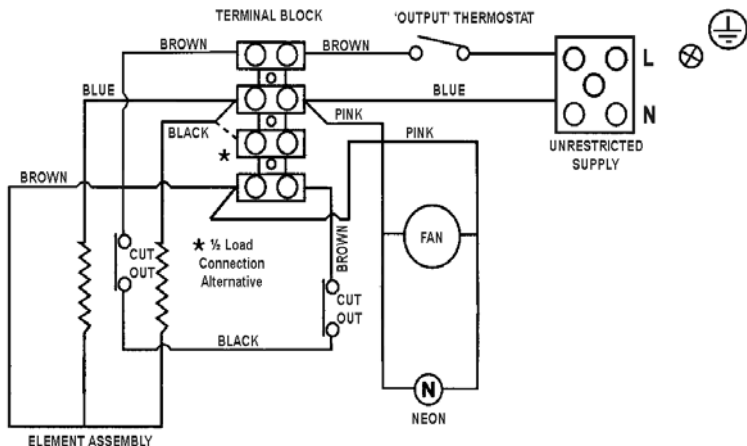 TERMINAL BLOCK
'OUTPUT' THERMOSTAT
BROWN
BROWN
L
BLUE
BLUE
N
PINK
BLACK
PINK
UNRESTRICTED
SUPPLY
*
BROWN
BROWN
FAN
* ½ Load
Connection
Alternative
CUT
OUT
CUT
OUT
BLACK
N
NEON
ELEMENT ASSEMBLY